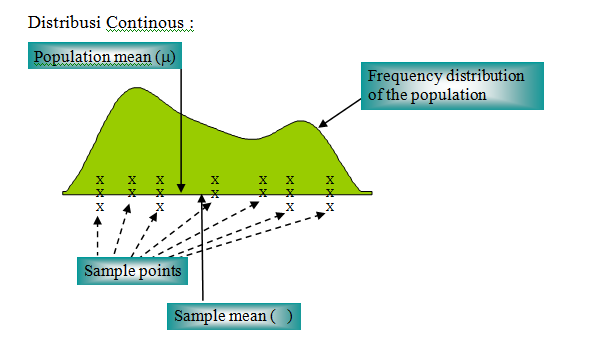 Distribusi Continous :
Population mean (μ)
Frequency distribution
of the population
x x x x x x x
x x x x x x x
x x x x
Sample points
Sample mean ( )